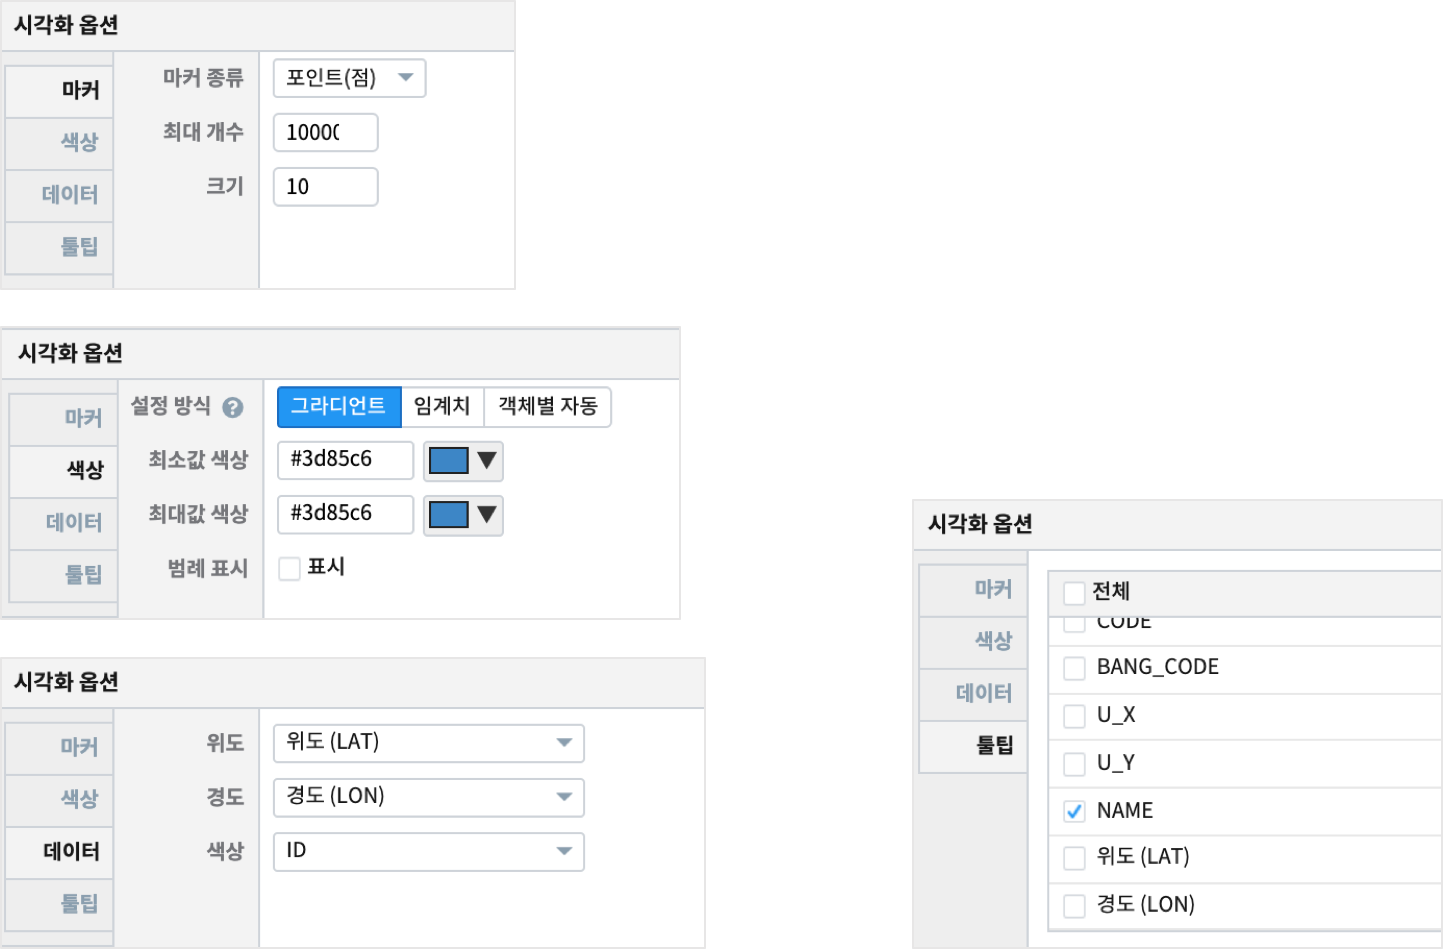 시각화 옵션
마커
색상
데이터
툴팁
마커 종류 포인트(점)
최대 개수 10000
크기 10
시각화 옵션
마커
색상
데이터
툴팁
설정 방식 ? 그라디언트 임계치 객체별 자동
최소값 색상 #3d85c6
최대값 색상 #3d85c6
범례 표시 표시
시각화 옵션
마커
색상
데이터
툴팁
위도 위도 (LAT)
경도 경도 (LON)
색상 ID
시각화 옵션
마커
색상
데이터
툴팁
전체
CODE
BANG_CODE
U_X
U_Y
NAME
위도 (LAT)
경도 (LON)